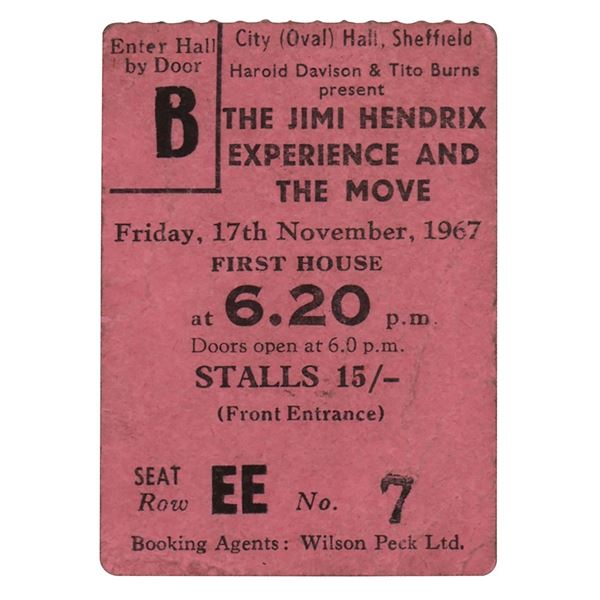 Enter Hall
by Door
B
City (Oval) Hall, Sheffield
Harold Davison & Tito Burns
present
THE JIMI HENDRIX
EXPERIENCE AND
THE MOVE
Friday, 17th November, 1967
FIRST HOUSE
at 6.20 p.m.
Doors open at 6.0 p.m.
STALLS 15/-
(Front Entrance)
SEAT
Row EE No. 7
Booking Agents: Wilson Peck Ltd.